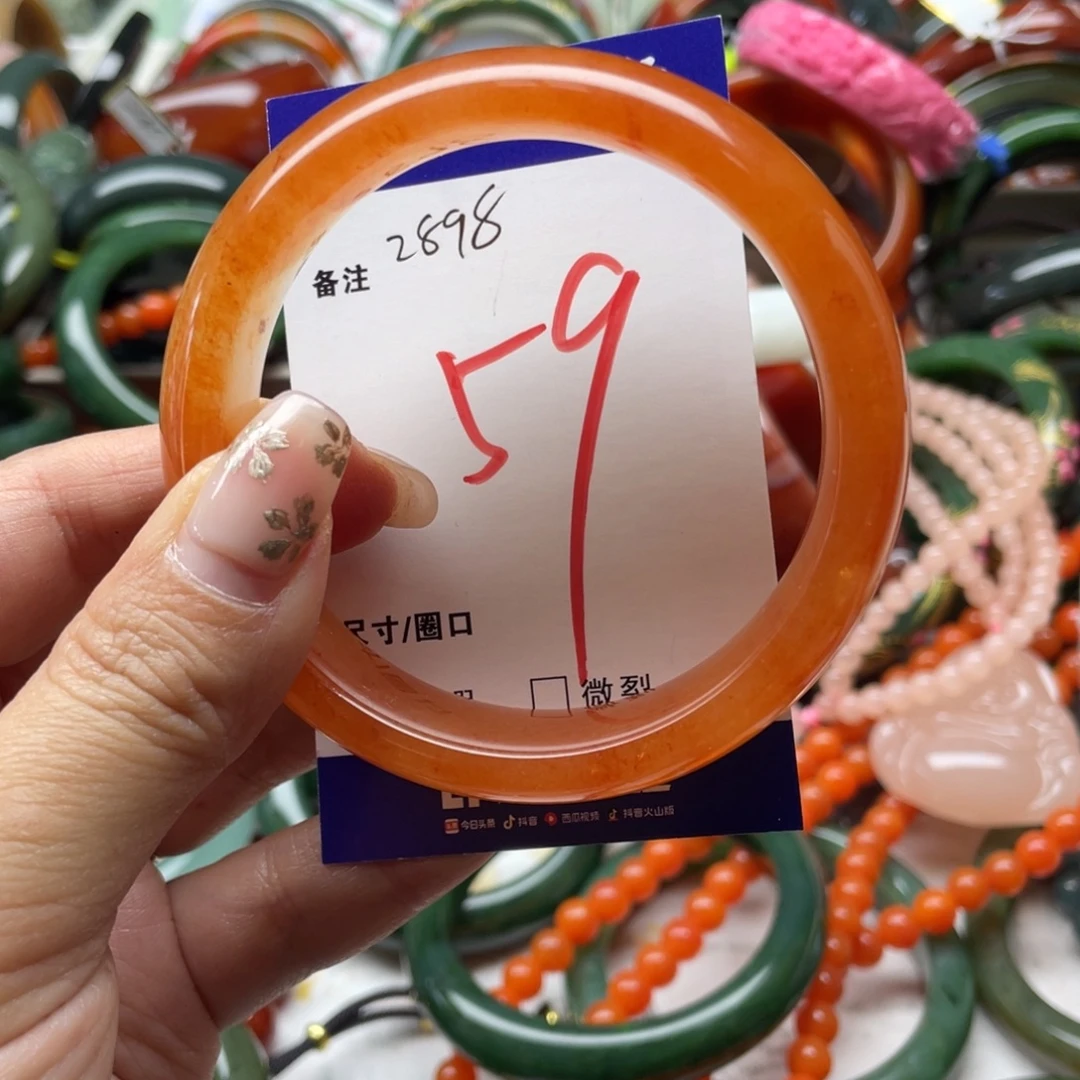 2898
备注
59
尺寸/圈口
微裂
今日头条 抖音 西瓜视频 抖音火山版